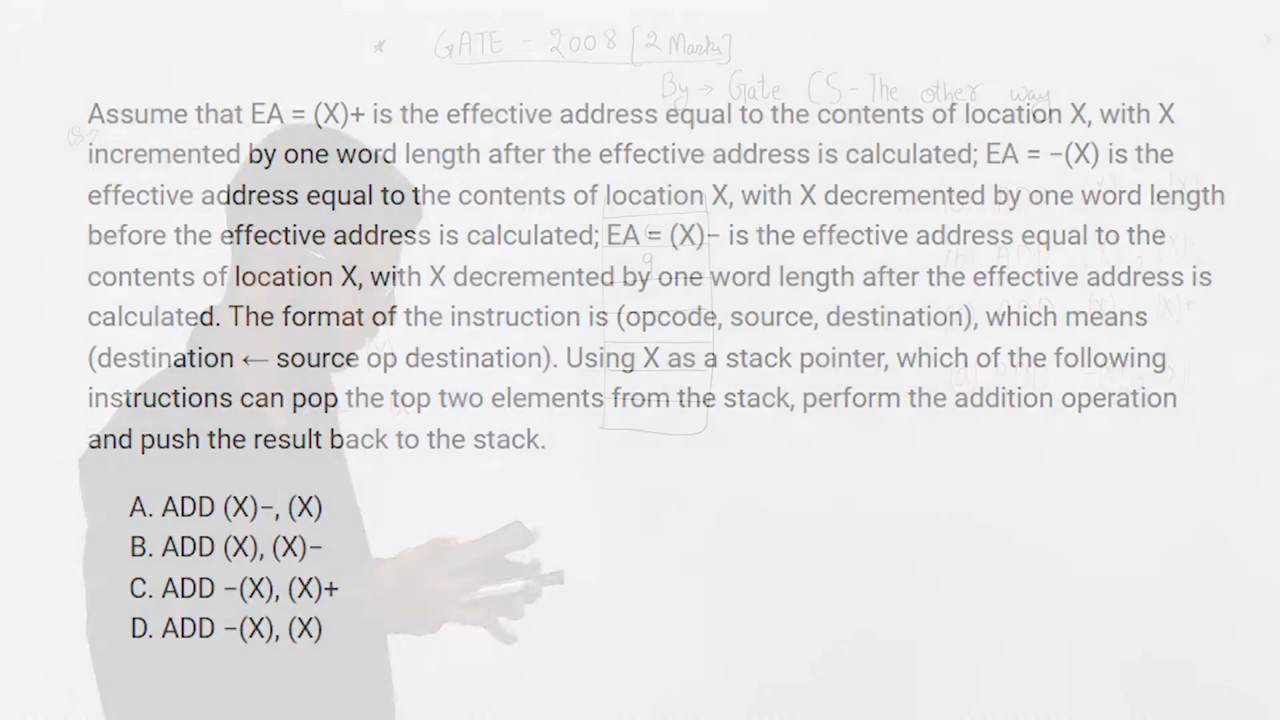 * GATE - 2008 [2 Marks]
By → Gate CS - The other way
Assume that EA = (X)+ is the effective address equal to the contents of location X, with X
incremented by one word length after the effective address is calculated; EA = −(X) is the
effective address equal to the contents of location X, with X decremented by one word length
before the effective address is calculated; EA = (X)− is the effective address equal to the
contents of location X, with X decremented by one word length after the effective address is
calculated. The format of the instruction is (opcode, source, destination), which means
(destination ← source op destination). Using X as a stack pointer, which of the following
instructions can pop the top two elements from the stack, perform the addition operation
and push the result back to the stack.
A. ADD (X)−, (X)
B. ADD (X), (X)−
C. ADD −(X), (X)+
D. ADD −(X), (X)